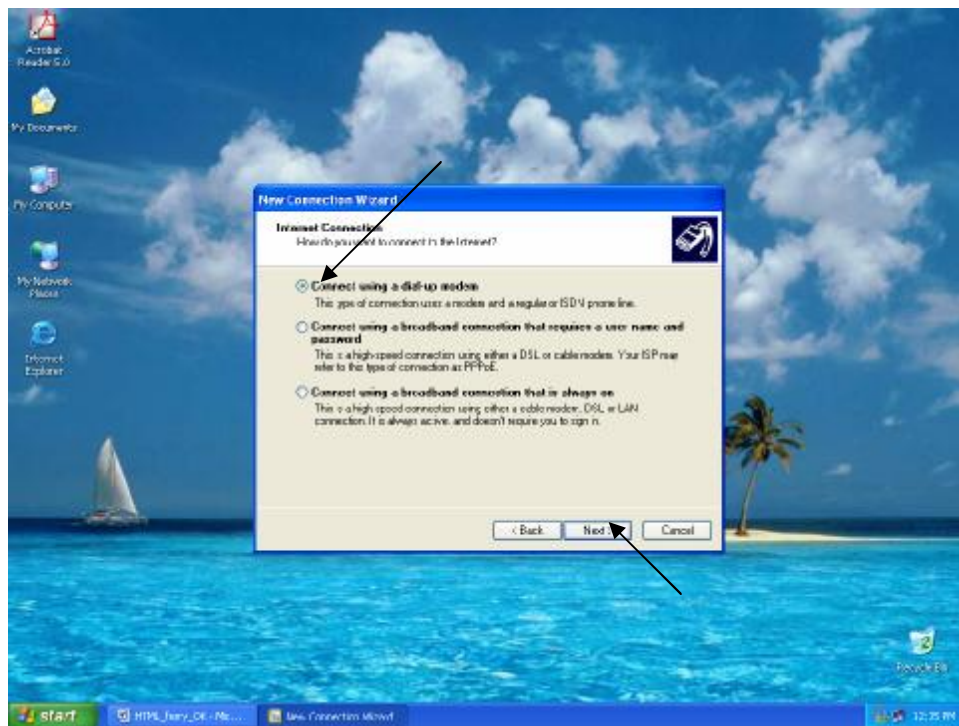 Acrobat
Reader 5.0
My Documents
My Computer
My Network
Places
Internet
Explorer
New Connection Wizard
Internet Connection
How do you want to connect to the Internet?
Connect using a dial-up modem
This type of connection uses a modem and a regular or ISDN phone line.
Connect using a broadband connection that requires a user name and
password
This is a high-speed connection using either a DSL or cable modem. Your ISP may
refer to this type of connection as PPPoE.
Connect using a broadband connection that is always on
This is a high-speed connection using either a cable modem, DSL or LAN
connection. It is always active, and doesn't require you to sign in.
< Back
Next
Cancel
Recycle Bin
start
New Connection Wizard
12:35 PM